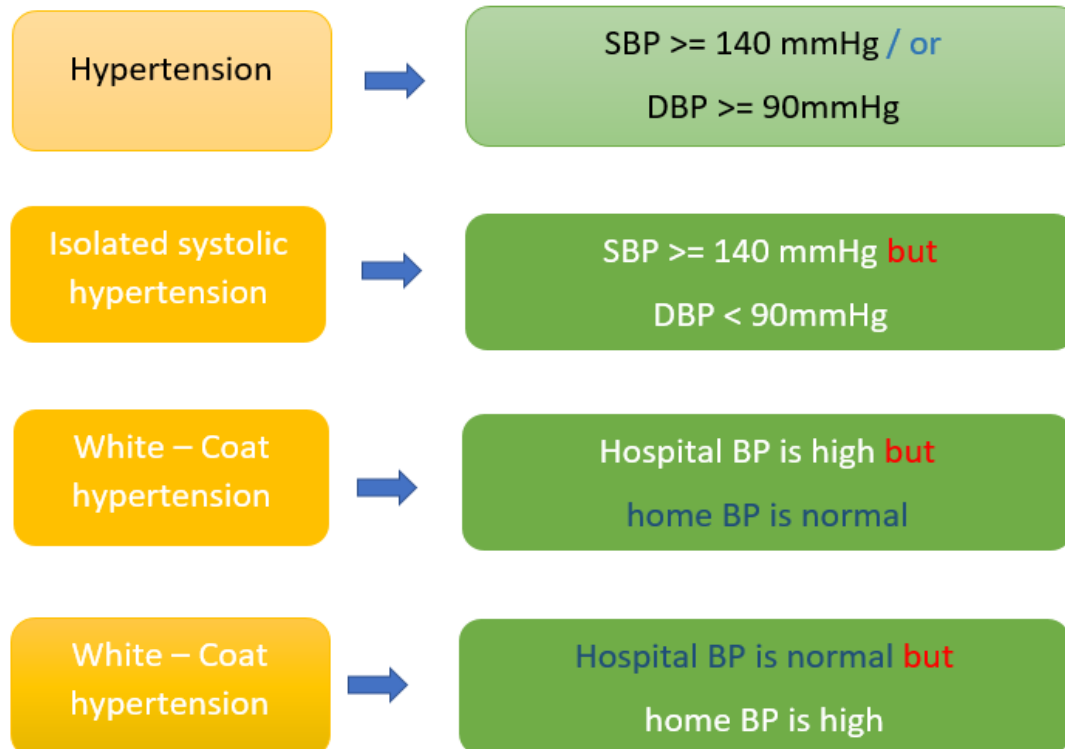 Hypertension
SBP >= 140 mmHg / or
DBP >= 90mmHg
Isolated systolic
hypertension
SBP >= 140 mmHg but
DBP < 90mmHg
White – Coat
hypertension
Hospital BP is high but
home BP is normal
White – Coat
hypertension
Hospital BP is normal but
home BP is high